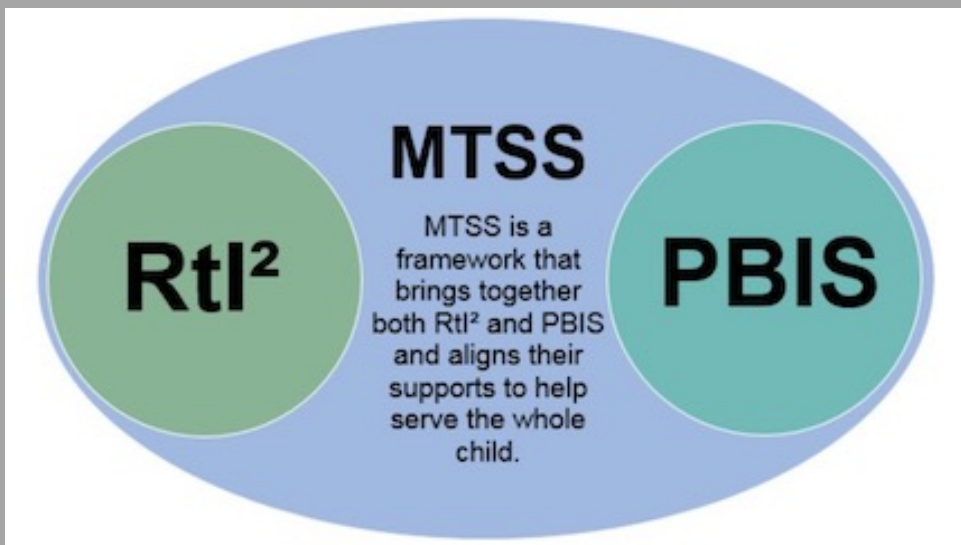 MTSS
RtI²
MTSS is a
framework that
brings together
both RtI² and PBIS
and aligns their
supports to help
serve the whole
child.
PBIS